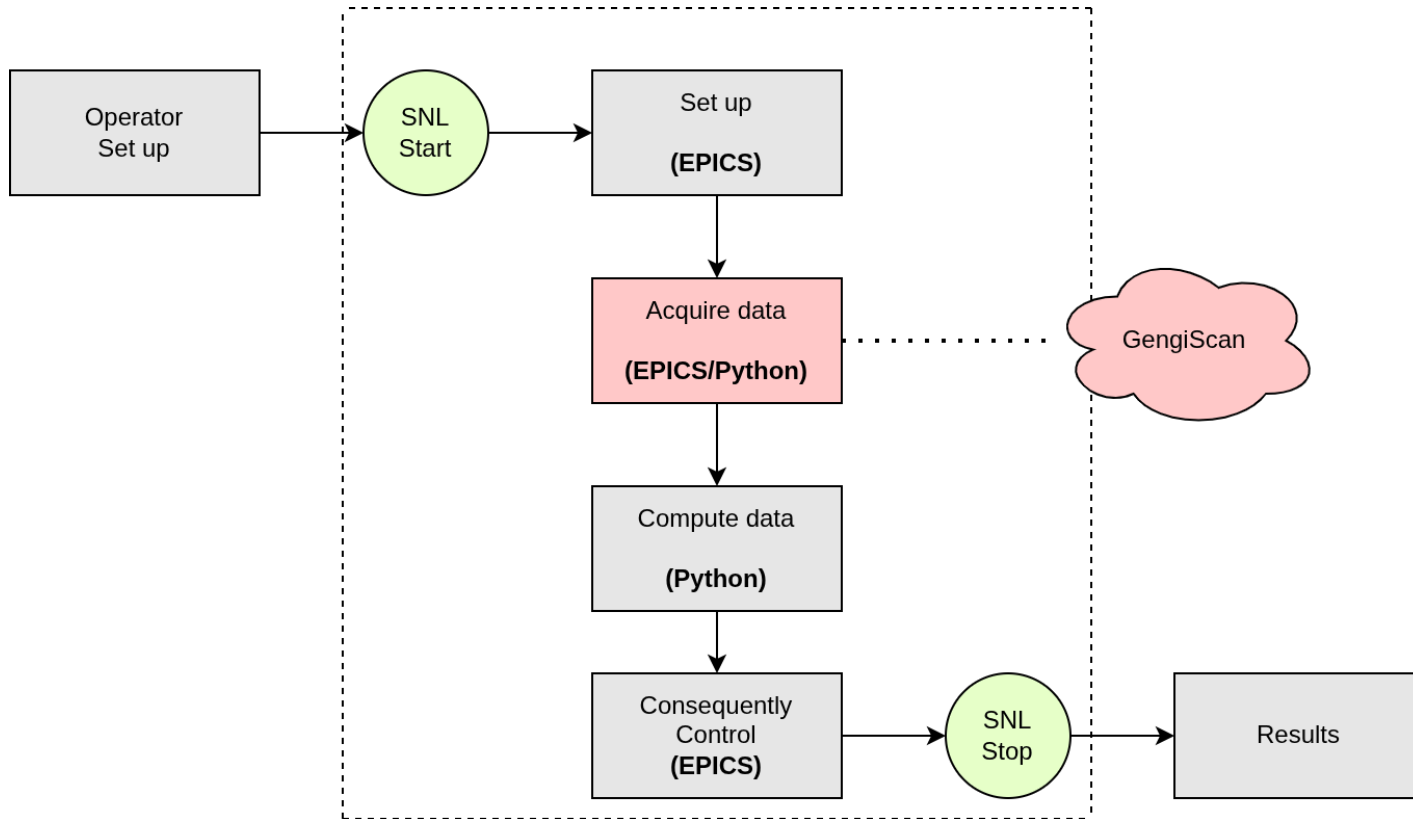 Operator
Set up
SNL
Start
Set up
(EPICS)
Acquire data
(EPICS/Python)
GengiScan
Compute data
(Python)
Consequently
Control
(EPICS)
SNL
Stop
Results